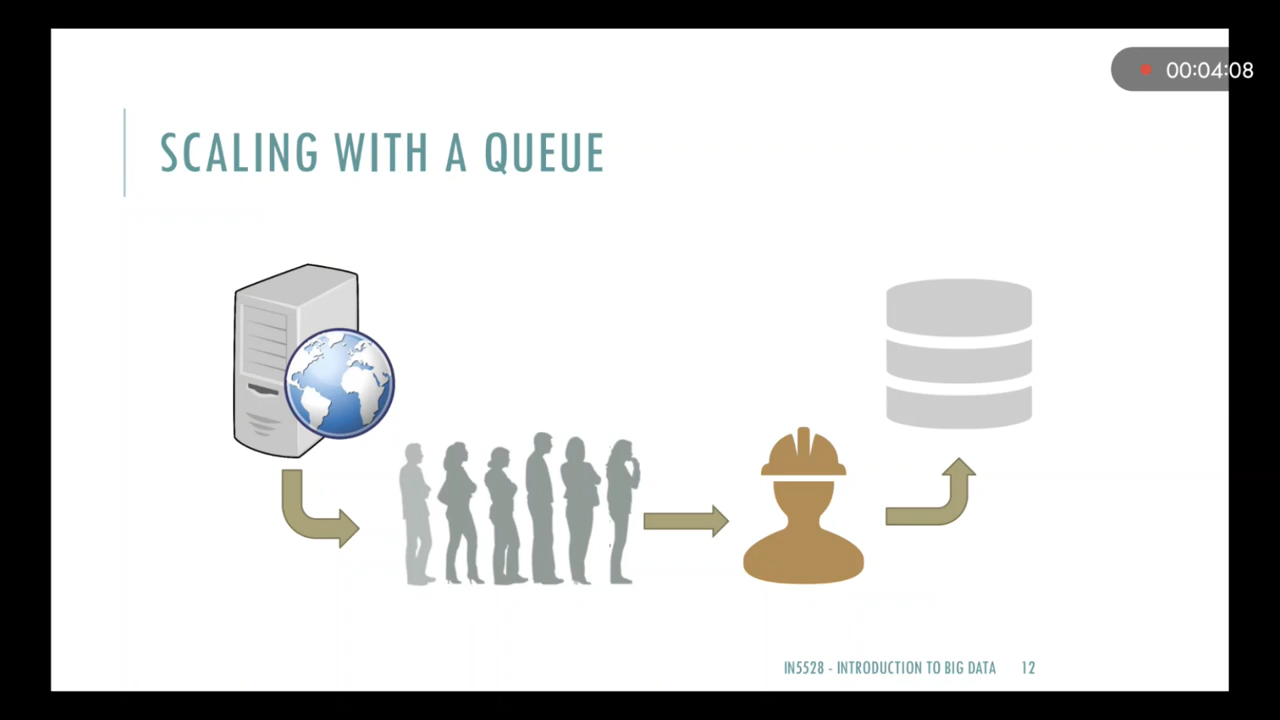 00:04:08
SCALING WITH A QUEUE
IN5528 - INTRODUCTION TO BIG DATA 12